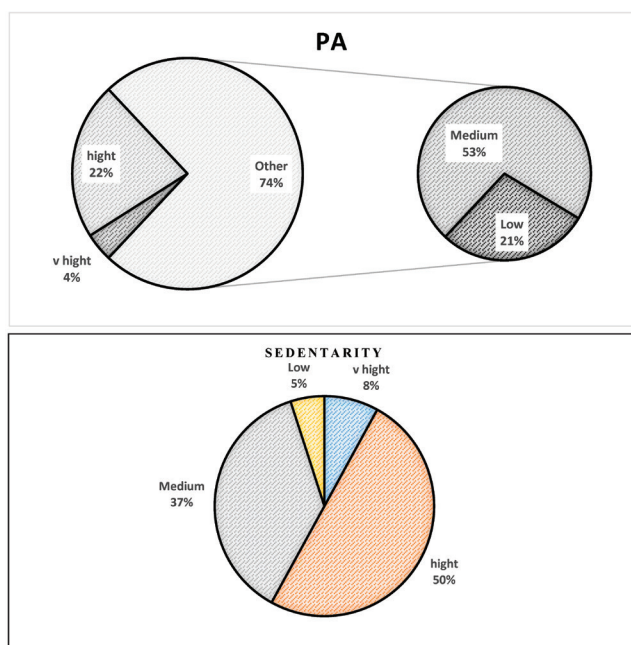 PA
hight
22%
v hight
4%
Other
74%
Medium
53%
Low
21%
SEDENTARITY
Low
5%
v hight
8%
Medium
37%
hight
50%